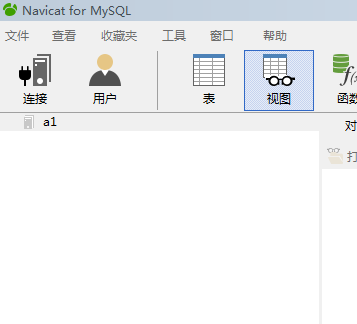 Navicat for MySQL
文件 查看 收藏夹 工具 窗口 帮助
连接 用户 表 视图 函数
a1 对
打